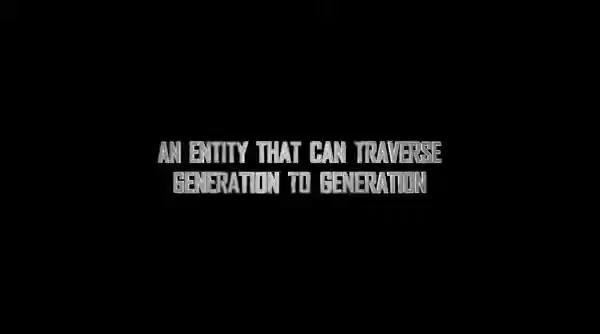 AN ENTITY THAT CAN TRAVERSE
GENERATION TO GENERATION